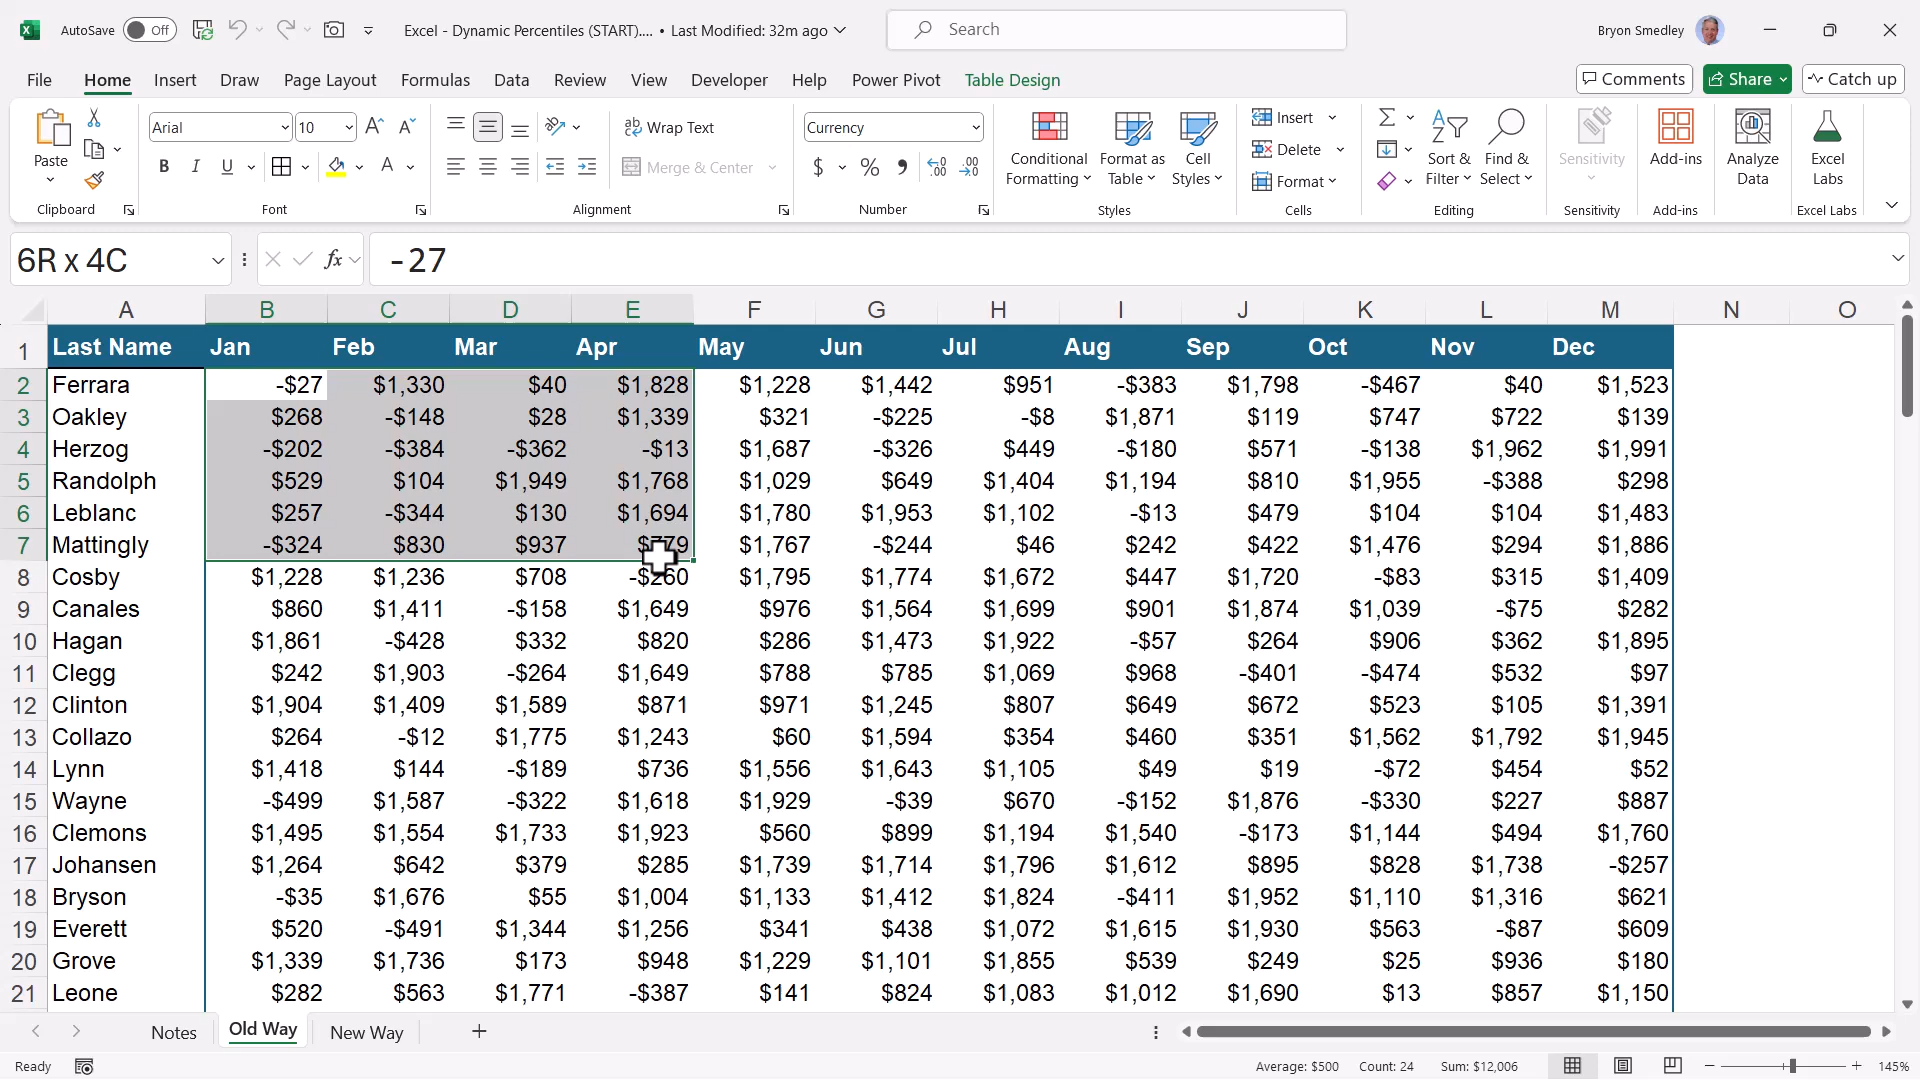 AutoSave Off Excel - Dynamic Percentiles (START).... • Last Modified: 32m ago Search Bryon Smedley
File Home Insert Draw Page Layout Formulas Data Review View Developer Help Power Pivot Table Design Comments Share Catch up
Arial 10 Wrap Text Currency Insert
Paste B I U A Merge & Center $ % Conditional Formatting Format as Table Cell Styles Delete Format Sort & Filter Find & Select Sensitivity Add-ins Analyze Data Excel Labs
Clipboard Font Alignment Number Styles Cells Editing Sensitivity Add-ins Excel Labs
6R x 4C fx -27
A B C D E F G H I J K L M N O
1 Last Name Jan Feb Mar Apr May Jun Jul Aug Sep Oct Nov Dec
2 Ferrara -$27 $1,330 $40 $1,828 $1,228 $1,442 $951 -$383 $1,798 -$467 $40 $1,523
3 Oakley $268 -$148 $28 $1,339 $321 -$225 -$8 $1,871 $119 $747 $722 $139
4 Herzog -$202 -$384 -$362 -$13 $1,687 -$326 $449 -$180 $571 -$138 $1,962 $1,991
5 Randolph $529 $104 $1,949 $1,768 $1,029 $649 $1,404 $1,194 $810 $1,955 -$388 $298
6 Leblanc $257 -$344 $130 $1,694 $1,780 $1,953 $1,102 -$13 $479 $104 $104 $1,483
7 Mattingly -$324 $830 $937 $779 $1,767 -$244 $46 $242 $422 $1,476 $294 $1,886
8 Cosby $1,228 $1,236 $708 -$260 $1,795 $1,774 $1,672 $447 $1,720 -$83 $315 $1,409
9 Canales $860 $1,411 -$158 $1,649 $976 $1,564 $1,699 $901 $1,874 $1,039 -$75 $282
10 Hagan $1,861 -$428 $332 $820 $286 $1,473 $1,922 -$57 $264 $906 $362 $1,895
11 Clegg $242 $1,903 -$264 $1,649 $788 $785 $1,069 $968 -$401 -$474 $532 $97
12 Clinton $1,904 $1,409 $1,589 $871 $971 $1,245 $807 $649 $672 $523 $105 $1,391
13 Collazo $264 -$12 $1,775 $1,243 $60 $1,594 $354 $460 $351 $1,562 $1,792 $1,945
14 Lynn $1,418 $144 -$189 $736 $1,556 $1,643 $1,105 $49 $19 -$72 $454 $52
15 Wayne -$499 $1,587 -$322 $1,618 $1,929 -$39 $670 -$152 $1,876 -$330 $227 $887
16 Clemons $1,495 $1,554 $1,733 $1,923 $560 $899 $1,194 $1,540 -$173 $1,144 $494 $1,760
17 Johansen $1,264 $642 $379 $285 $1,739 $1,714 $1,796 $1,612 $895 $828 $1,738 -$257
18 Bryson -$35 $1,676 $55 $1,004 $1,133 $1,412 $1,824 -$411 $1,952 $1,110 $1,316 $621
19 Everett $520 -$491 $1,344 $1,256 $341 $438 $1,072 $1,615 $1,930 $563 -$87 $609
20 Grove $1,339 $1,736 $173 $948 $1,229 $1,101 $1,855 $539 $249 $25 $936 $180
21 Leone $282 $563 $1,771 -$387 $141 $824 $1,083 $1,012 $1,690 $13 $857 $1,150
Notes Old Way New Way
Ready Average: $500 Count: 24 Sum: $12,006 145%